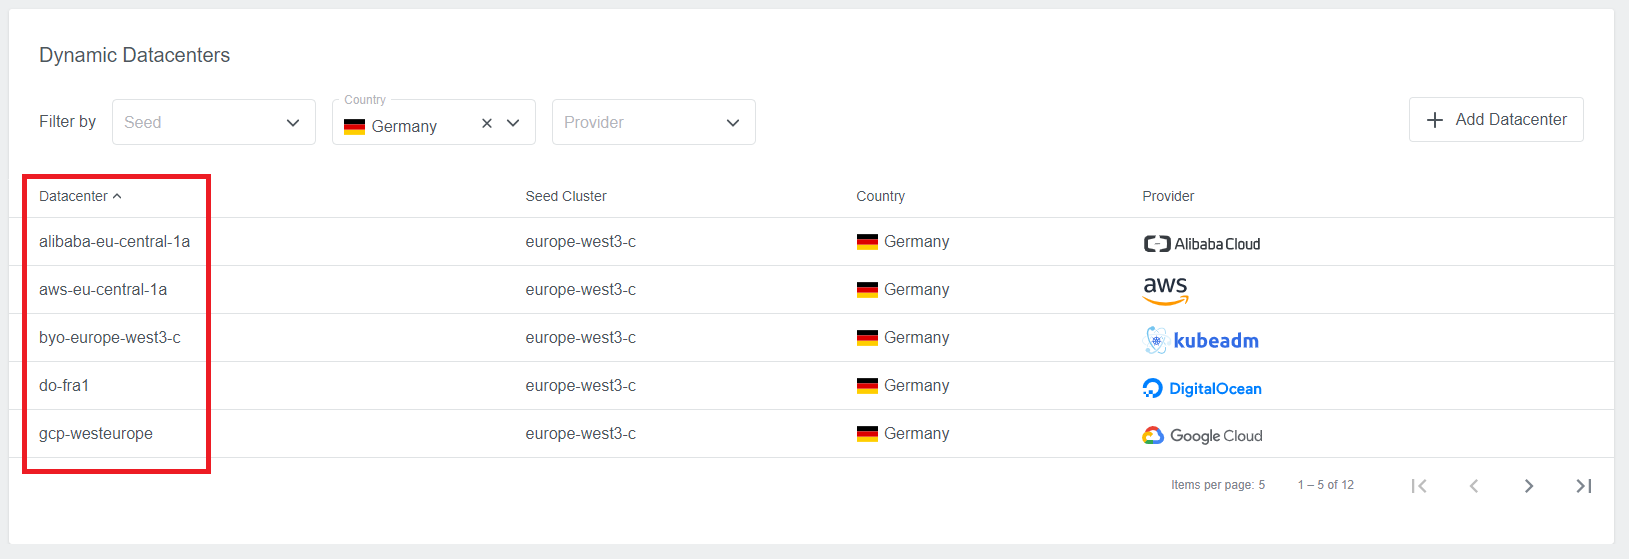 Dynamic Datacenters
Filter by Seed Country Germany Provider + Add Datacenter
Datacenter Seed Cluster Country Provider
alibaba-eu-central-1a europe-west3-c Germany Alibaba Cloud
aws-eu-central-1a europe-west3-c Germany aws
byo-europe-west3-c europe-west3-c Germany kubeadm
do-fra1 europe-west3-c Germany DigitalOcean
gcp-westeurope europe-west3-c Germany Google Cloud
Items per page: 5 1 – 5 of 12